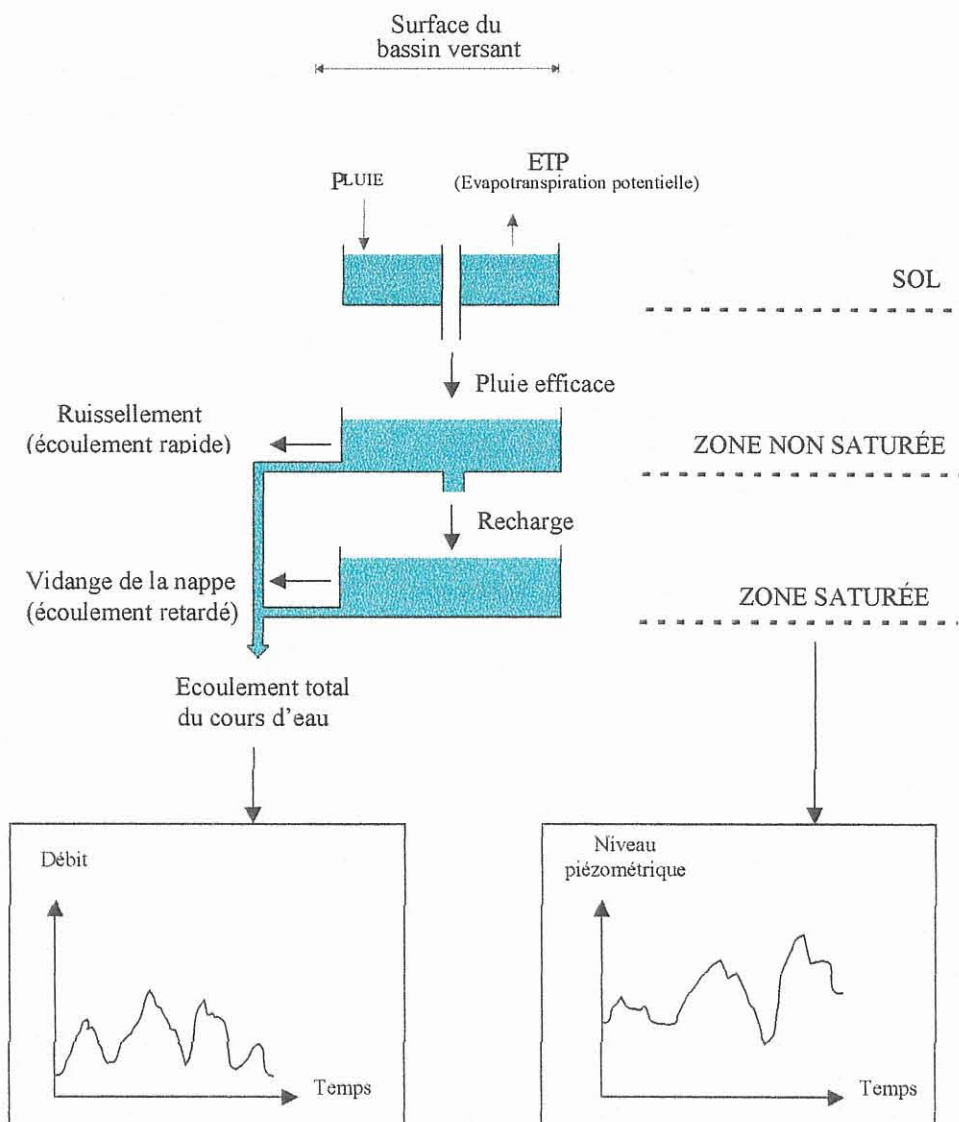 Surface du
bassin versant
ETP
(Evapotranspiration potentielle)
PLUIE
SOL
Pluie efficace
Ruissellement
(écoulement rapide)
ZONE NON SATURÉE
Recharge
Vidange de la nappe
(écoulement retardé)
ZONE SATURÉE
Ecoulement total
du cours d'eau
Débit
Temps
Niveau
piézométrique
Temps